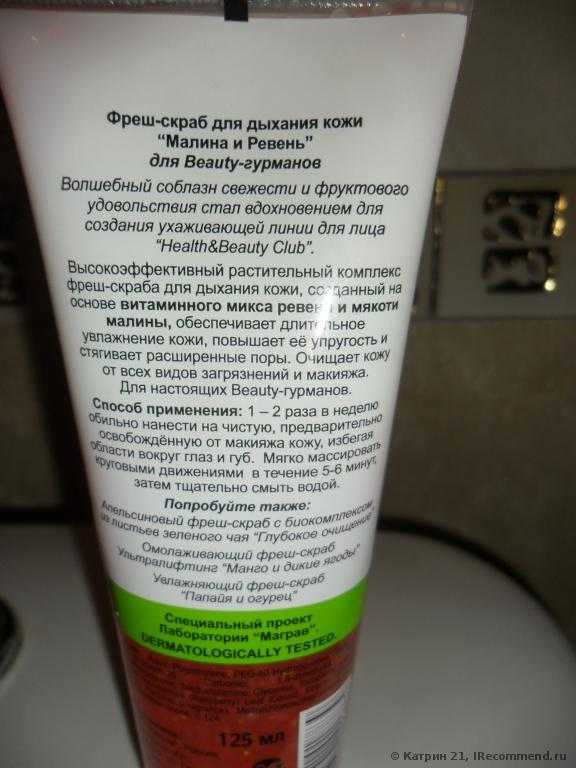 Фреш-скраб для дыхания кожи
"Малина и Ревень"
для Beauty-гурманов
Волшебный соблазн свежести и фруктового
удовольствия стал вдохновением для
создания ухаживающей линии для лица
"Health&Beauty Club".
Высокоэффективный растительный комплекс
фреш-скраба для дыхания кожи, созданный на
основе витаминного микса ревеня и мякоти
малины, обеспечивает длительное
увлажнение кожи, повышает её упругость и
стягивает расширенные поры. Очищает кожу
от всех видов загрязнений и макияжа.
Для настоящих Beauty-гурманов.
Способ применения: 1 – 2 раза в неделю
обильно нанести на чистую, предварительно
освобождённую от макияжа кожу, избегая
области вокруг глаз и губ. Мягко массировать
круговыми движениями в течение 5-6 минут,
затем тщательно смыть водой.
Попробуйте также:
Апельсиновый фреш-скраб с биокомплексом
из листьев зеленого чая "Глубокое очищение"
Омолаживающий фреш-скраб
Ультралифтинг "Манго и дикие ягоды"
Увлажняющий фреш-скраб
"Папайя и огурец"
Специальный проект
Лаборатории "Маграв".
DERMATOLOGICALLY TESTED.
125 мл
© Катрин 21, IRecommend.ru